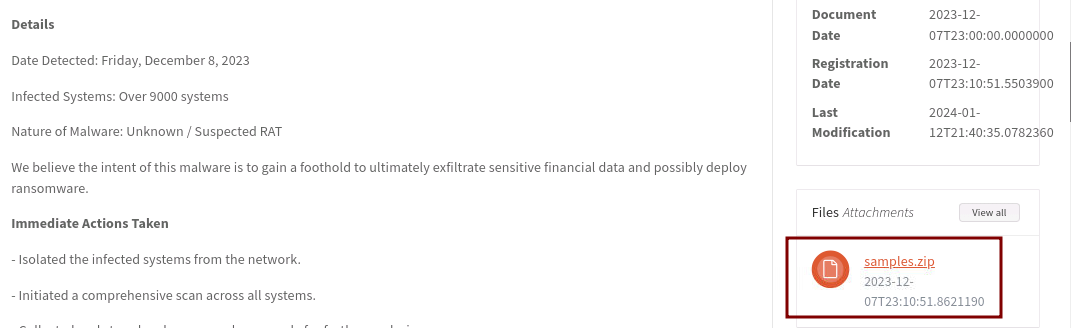 Details
Date Detected: Friday, December 8, 2023
Infected Systems: Over 9000 systems
Nature of Malware: Unknown / Suspected RAT
We believe the intent of this malware is to gain a foothold to ultimately exfiltrate sensitive financial data and possibly deploy
ransomware.
Immediate Actions Taken
- Isolated the infected systems from the network.
- Initiated a comprehensive scan across all systems.
Document 2023-12-
Date 07T23:00:00.0000000
Registration 2023-12-
Date 07T23:10:51.5503900
Last 2024-01-
Modification 12T21:40:35.0782360
Files Attachments View all
samples.zip
2023-12-
07T23:10:51.8621190